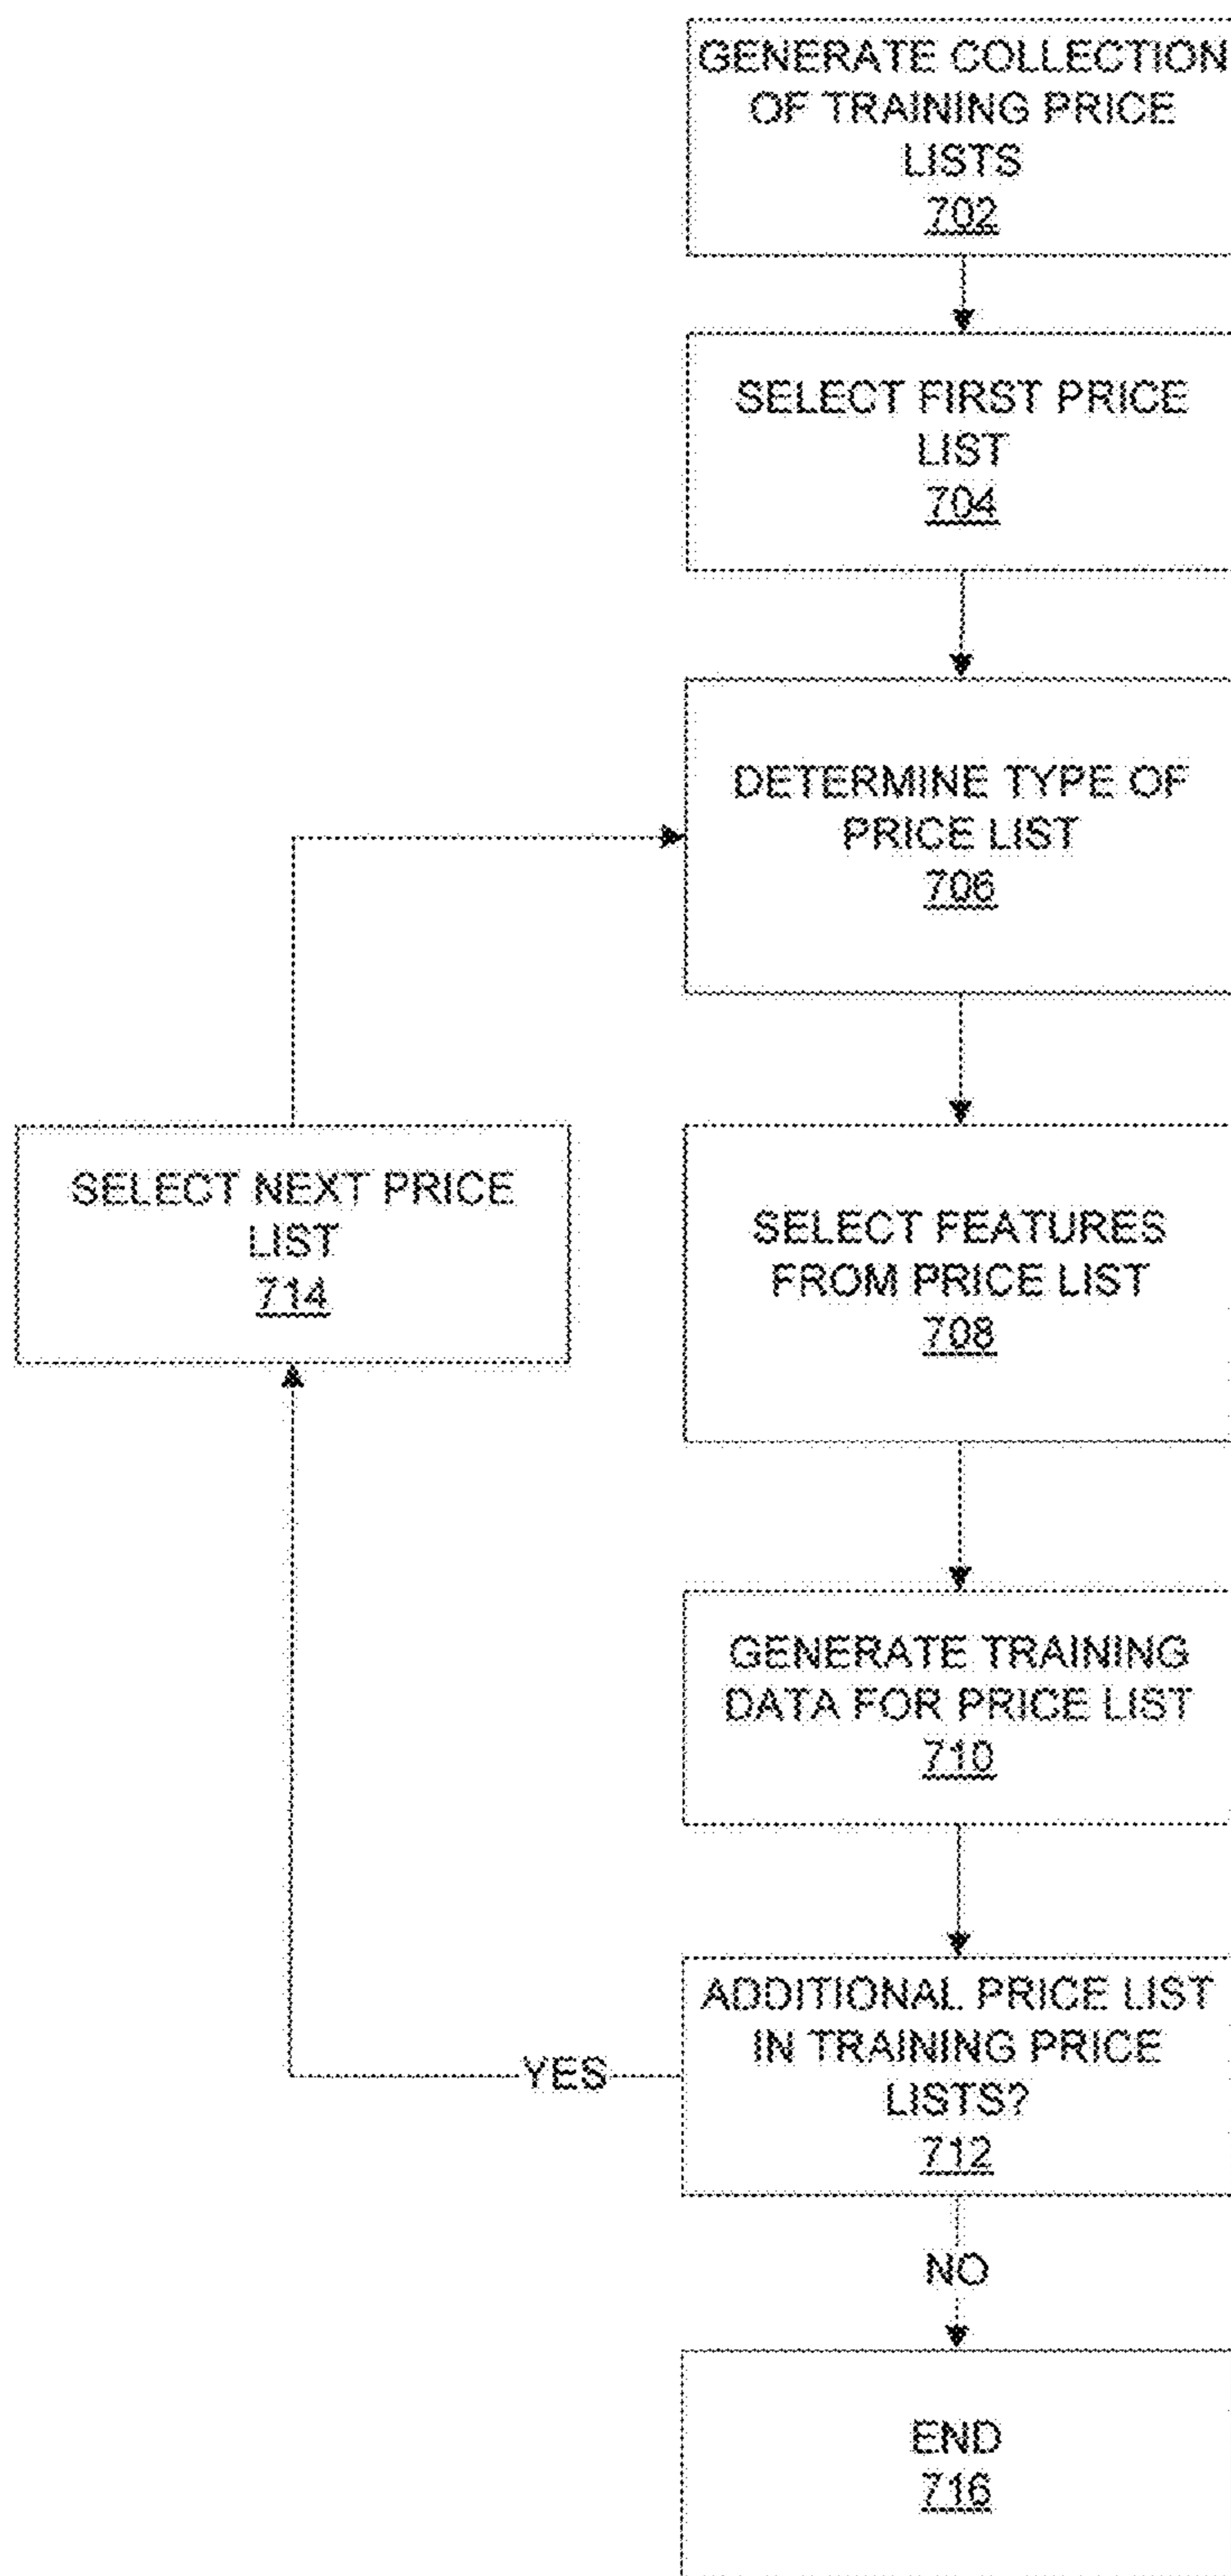 GENERATE COLLECTION
OF TRAINING PRICE
LISTS
702
SELECT FIRST PRICE
LIST
704
DETERMINE TYPE OF
PRICE LIST
706
SELECT NEXT PRICE
LIST
714
SELECT FEATURES
FROM PRICE LIST
708
GENERATE TRAINING
DATA FOR PRICE LIST
710
ADDITIONAL PRICE LIST
IN TRAINING PRICE
LISTS?
712
YES
NO
END
716